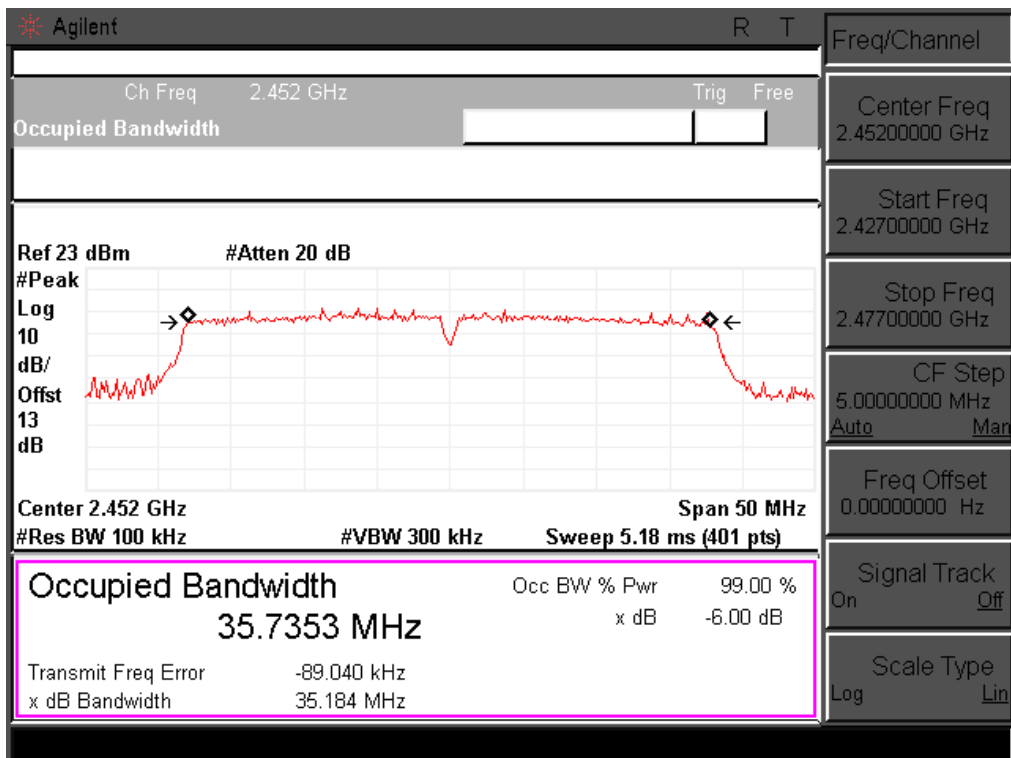 Agilent R T
Ch Freq 2.452 GHz Trig Free
Occupied Bandwidth
Ref 23 dBm #Atten 20 dB
#Peak
Log
10
dB/
Offst
13
dB
Center 2.452 GHz Span 50 MHz
#Res BW 100 kHz #VBW 300 kHz Sweep 5.18 ms (401 pts)
Occupied Bandwidth
35.7353 MHz
Occ BW % Pwr 99.00 %
x dB -6.00 dB
Transmit Freq Error -89.040 kHz
x dB Bandwidth 35.184 MHz
Freq/Channel
Center Freq
2.45200000 GHz
Start Freq
2.42700000 GHz
Stop Freq
2.47700000 GHz
CF Step
5.00000000 MHz
Auto Man
Freq Offset
0.00000000 Hz
Signal Track
On Off
Scale Type
Log Lin